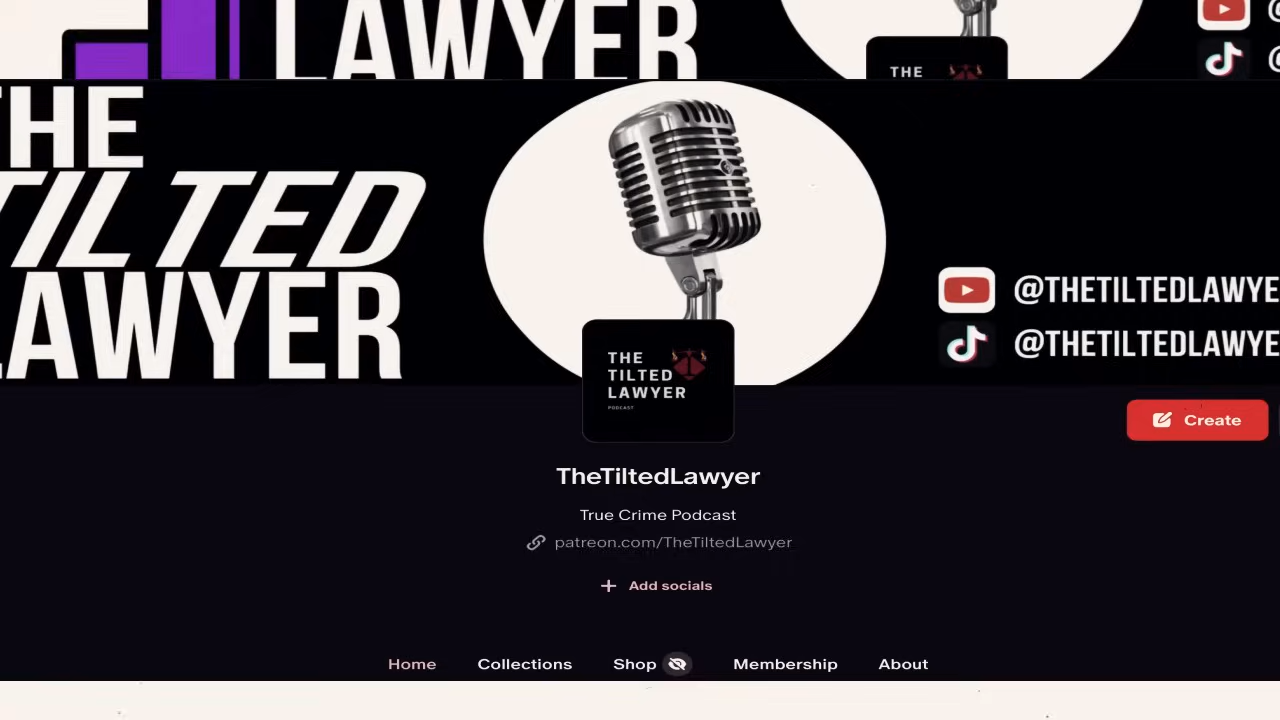 LAWYER
@
THE
@
THE
TILTED
LAWYER
@THETILTEDLAWYE
@THETILTEDLAWYE
THE
TILTED
LAWYER
PODCAST
Create
TheTiltedLawyer
True Crime Podcast
patreon.com/TheTiltedLawyer
+ Add socials
Home Collections Shop Membership About